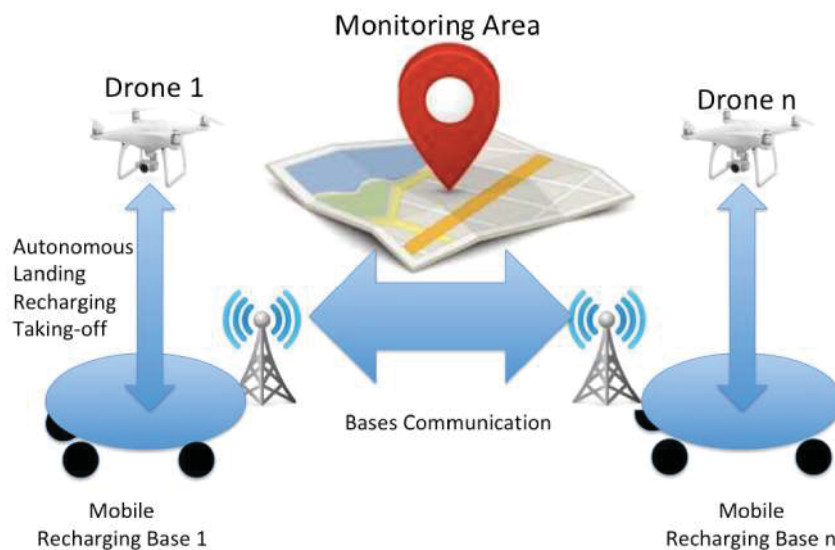 Monitoring Area
Drone 1
Drone n
Autonomous
Landing
Recharging
Taking-off
Bases Communication
Mobile
Recharging Base 1
Mobile
Recharging Base n